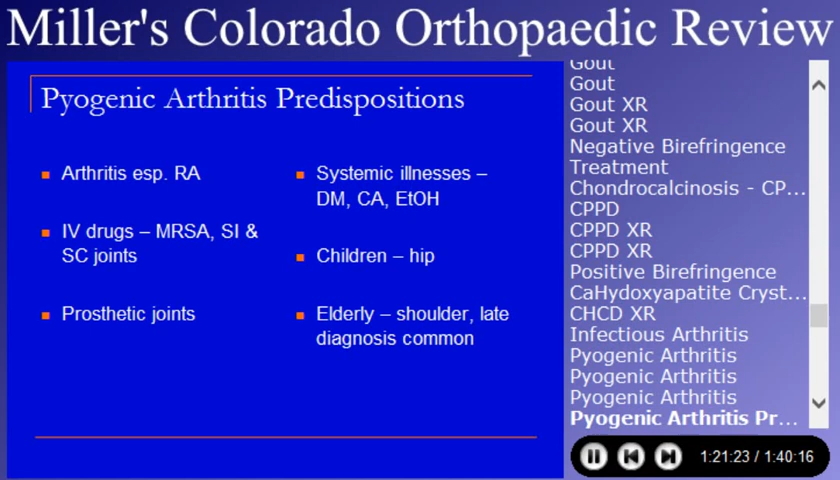 Miller's Colorado Orthopaedic Review
Pyogenic Arthritis Predispositions
Arthritis esp. RA
IV drugs – MRSA, SI &
SC joints
Prosthetic joints
Systemic illnesses –
DM, CA, EtOH
Children – hip
Elderly – shoulder, late
diagnosis common
Gout
Gout
Gout XR
Gout XR
Negative Birefringence
Treatment
Chondrocalcinosis - CP...
CPPD
CPPD XR
CPPD XR
Positive Birefringence
CaHydoxyapatite Cryst...
CHCD XR
Infectious Arthritis
Pyogenic Arthritis
Pyogenic Arthritis
Pyogenic Arthritis
Pyogenic Arthritis Pr...
1:21:23 / 1:40:16